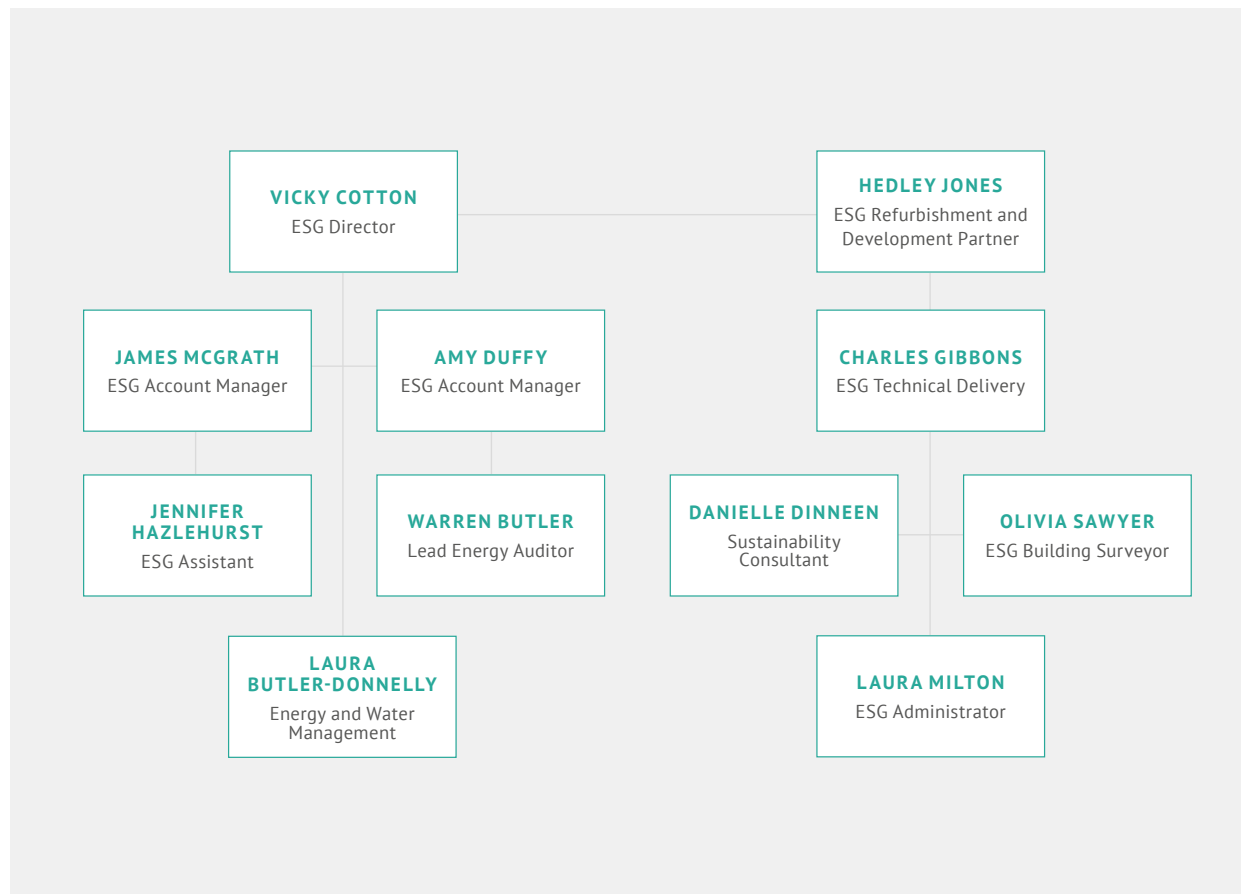 VICKY COTTON
ESG Director
HEDLEY JONES
ESG Refurbishment and
Development Partner
JAMES MCGRATH
ESG Account Manager
AMY DUFFY
ESG Account Manager
CHARLES GIBBONS
ESG Technical Delivery
JENNIFER
HAZLEHURST
ESG Assistant
WARREN BUTLER
Lead Energy Auditor
DANIELLE DINNEEN
Sustainability
Consultant
OLIVIA SAWYER
ESG Building Surveyor
LAURA
BUTLER-DONNELLY
Energy and Water
Management
LAURA MILTON
ESG Administrator